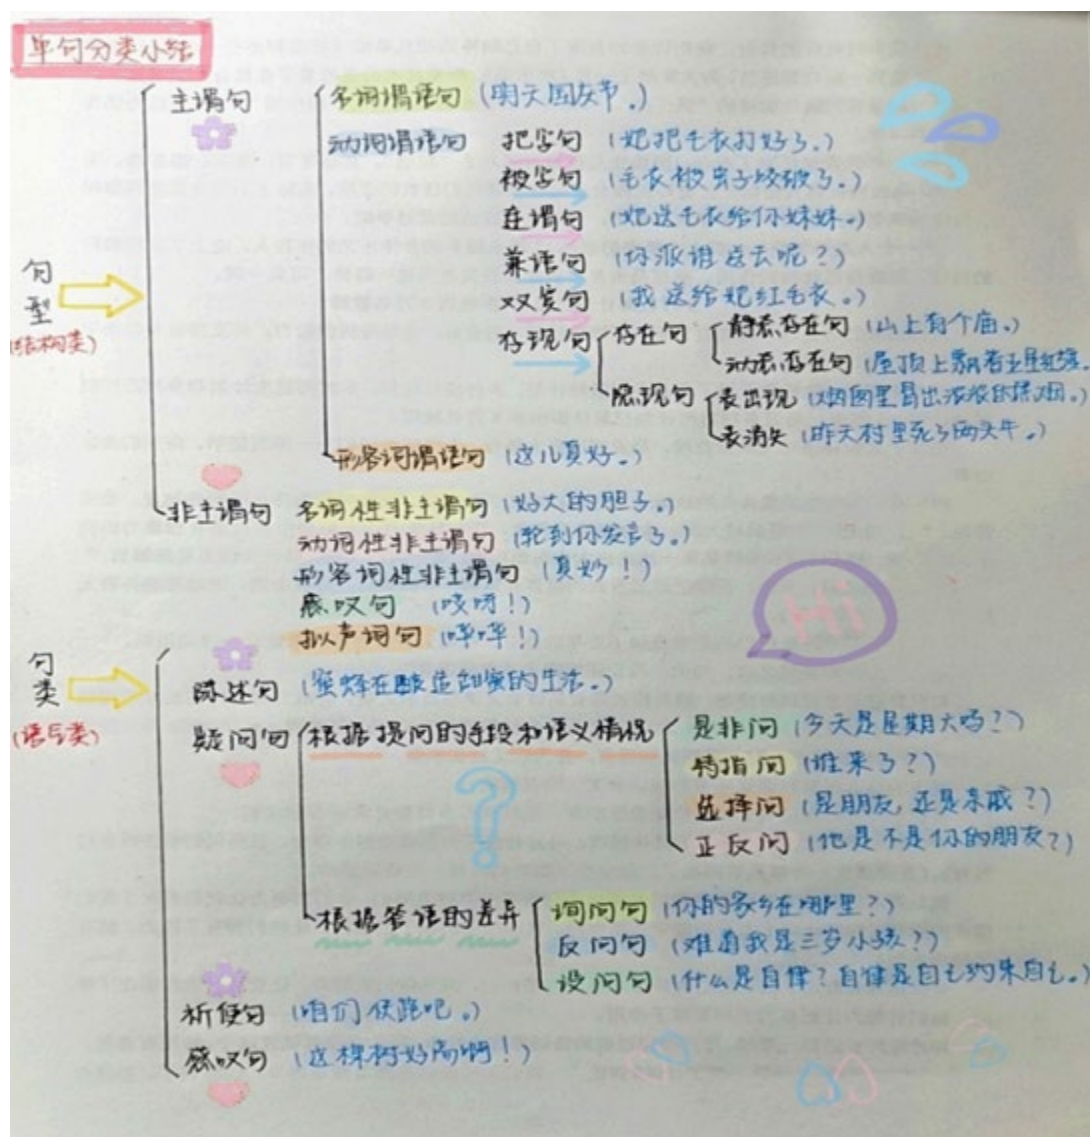 单句分类小结
主谓句 名词谓语句 (明天国庆节。)
动词谓语句 把字句 (她把毛衣打好了。)
被字句 (毛衣被虫子咬破了。)
连谓句 (她送毛衣给你妹妹。)
兼语句 (你派谁送去呢?)
双宾句 (我送给她红毛衣。)
存现句 存在句 静态存在句 (山上有个庙。)
动态存在句 (屋顶上飘着五星红旗。
隐现句 表出现 (烟囱里冒出浓浓的黑烟。)
表消失 (昨天村里死了两头牛。)
形容词谓语句 (这儿真好。)
句型
(结构类)
非主谓句 名词性非主谓句 (好大的胆子。)
动词性非主谓句 (轮到你发言了。)
形容词性非主谓句 (真妙!)
感叹句 (哎呀!)
拟声词句 (哗哗!)
Hi
句类
(语气类)
陈述句 (蜜蜂在酿造甜蜜的生活。)
疑问句 根据提问的手段和语义情况 是非问 (今天是星期六吗?)
特指问 (谁来了?)
选择问 (是朋友还是亲戚?)
正反问 (他是不是你的朋友?)
?
根据答语的差异 询问句 (你的家乡在哪里?)
反问句 (难道我是三岁小孩?)
设问句 (什么是自律?自律是自己约束自己。)
祈使句 (咱们快跑吧。)
感叹句 (这棵树好高啊!)